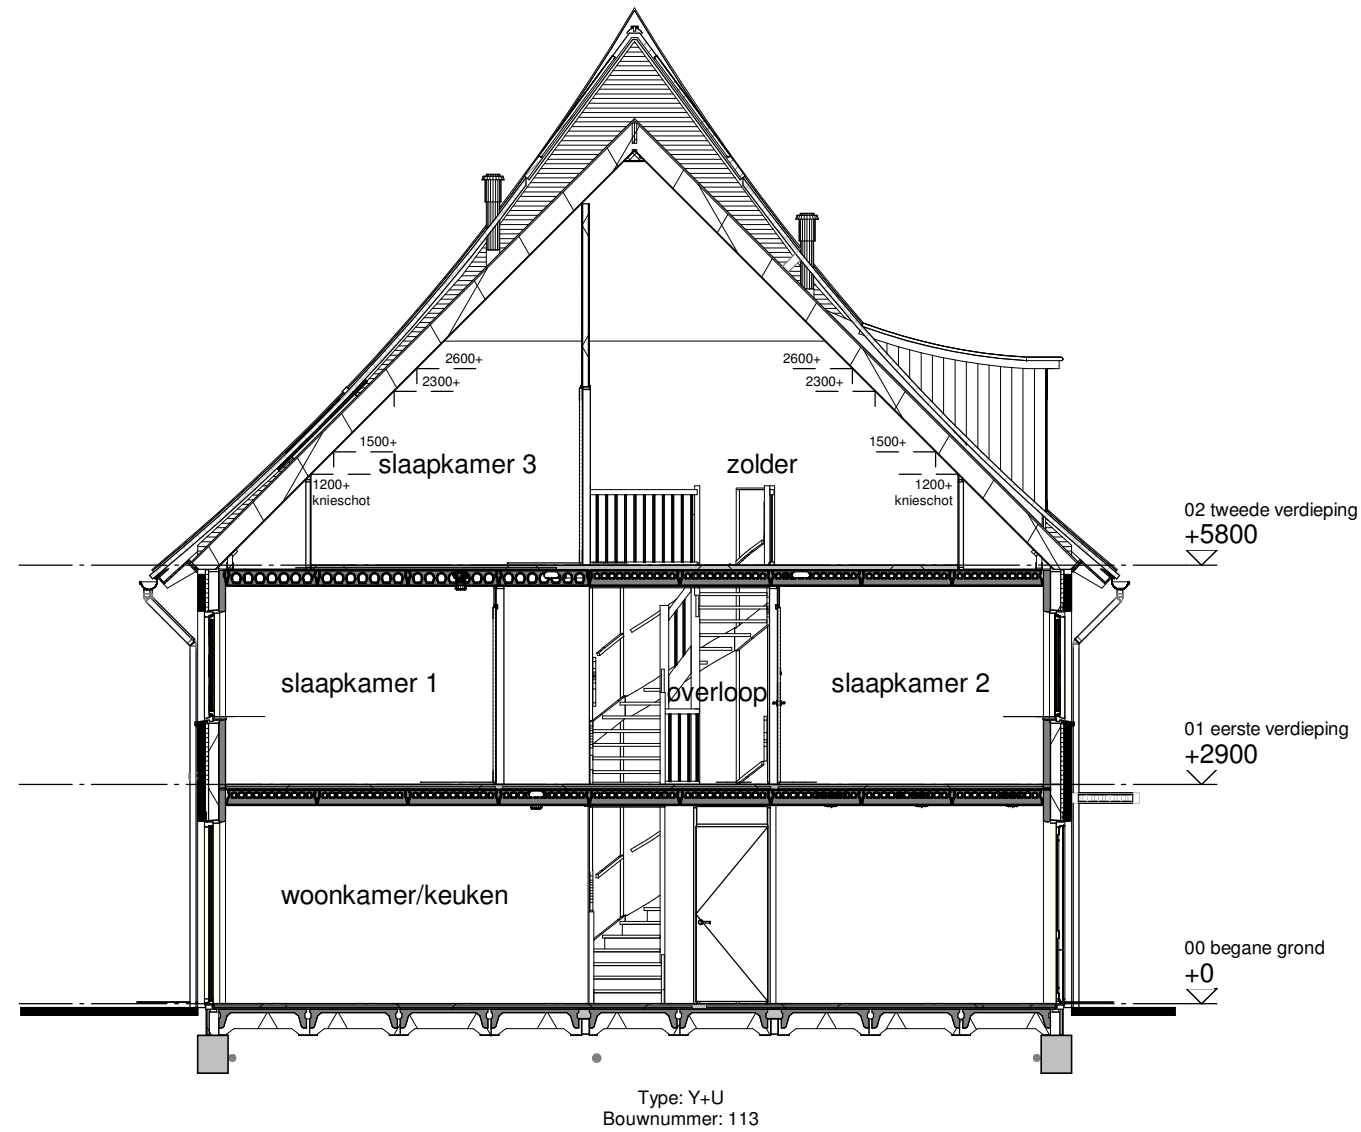 2600+
2600+
2300+
2300+
1500+
1500+
slaapkamer 3
zolder
1200+
knieschot
1200+
knieschot
02 tweede verdieping
+5800
slaapkamer 1
overloop
slaapkamer 2
01 eerste verdieping
+2900
woonkamer/keuken
00 begane grond
+0
Type: Y+U
Bouwnummer: 113